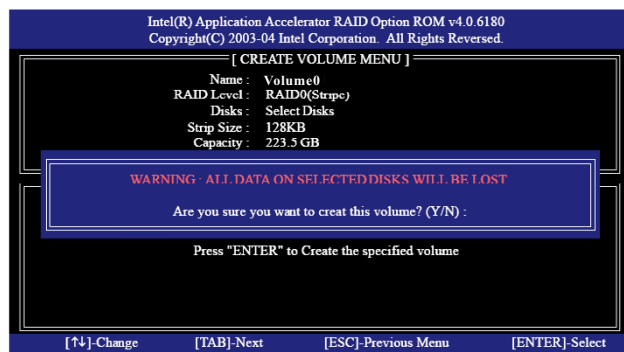 Intel(R) Application Accelerator RAID Option ROM v4.0.6180
Copyright(C) 2003-04 Intel Corporation. All Rights Reversed.
[ CREATE VOLUME MENU ]
Name : Volume0
RAID Level : RAID0(Stripe)
Disks : Select Disks
Strip Size : 128KB
Capacity : 223.5 GB
WARNING : ALL DATA ON SELECTED DISKS WILL BE LOST
Are you sure you want to creat this volume? (Y/N) :
Press "ENTER" to Create the specified volume
[↑↓]-Change [TAB]-Next [ESC]-Previous Menu [ENTER]-Select